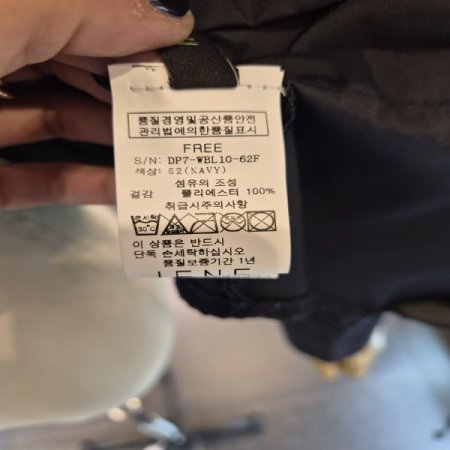 품질경영및공산품안전
관리법에의한품질표시
FREE
S/N: DP7-WBL10-62F
색상: 62(NAVY)
섬유의 조성
겉감 폴리에스터 100%
취급시주의사항
30℃
이 상품은 반드시
단독 손세탁하십시오
품질보증기간 1년